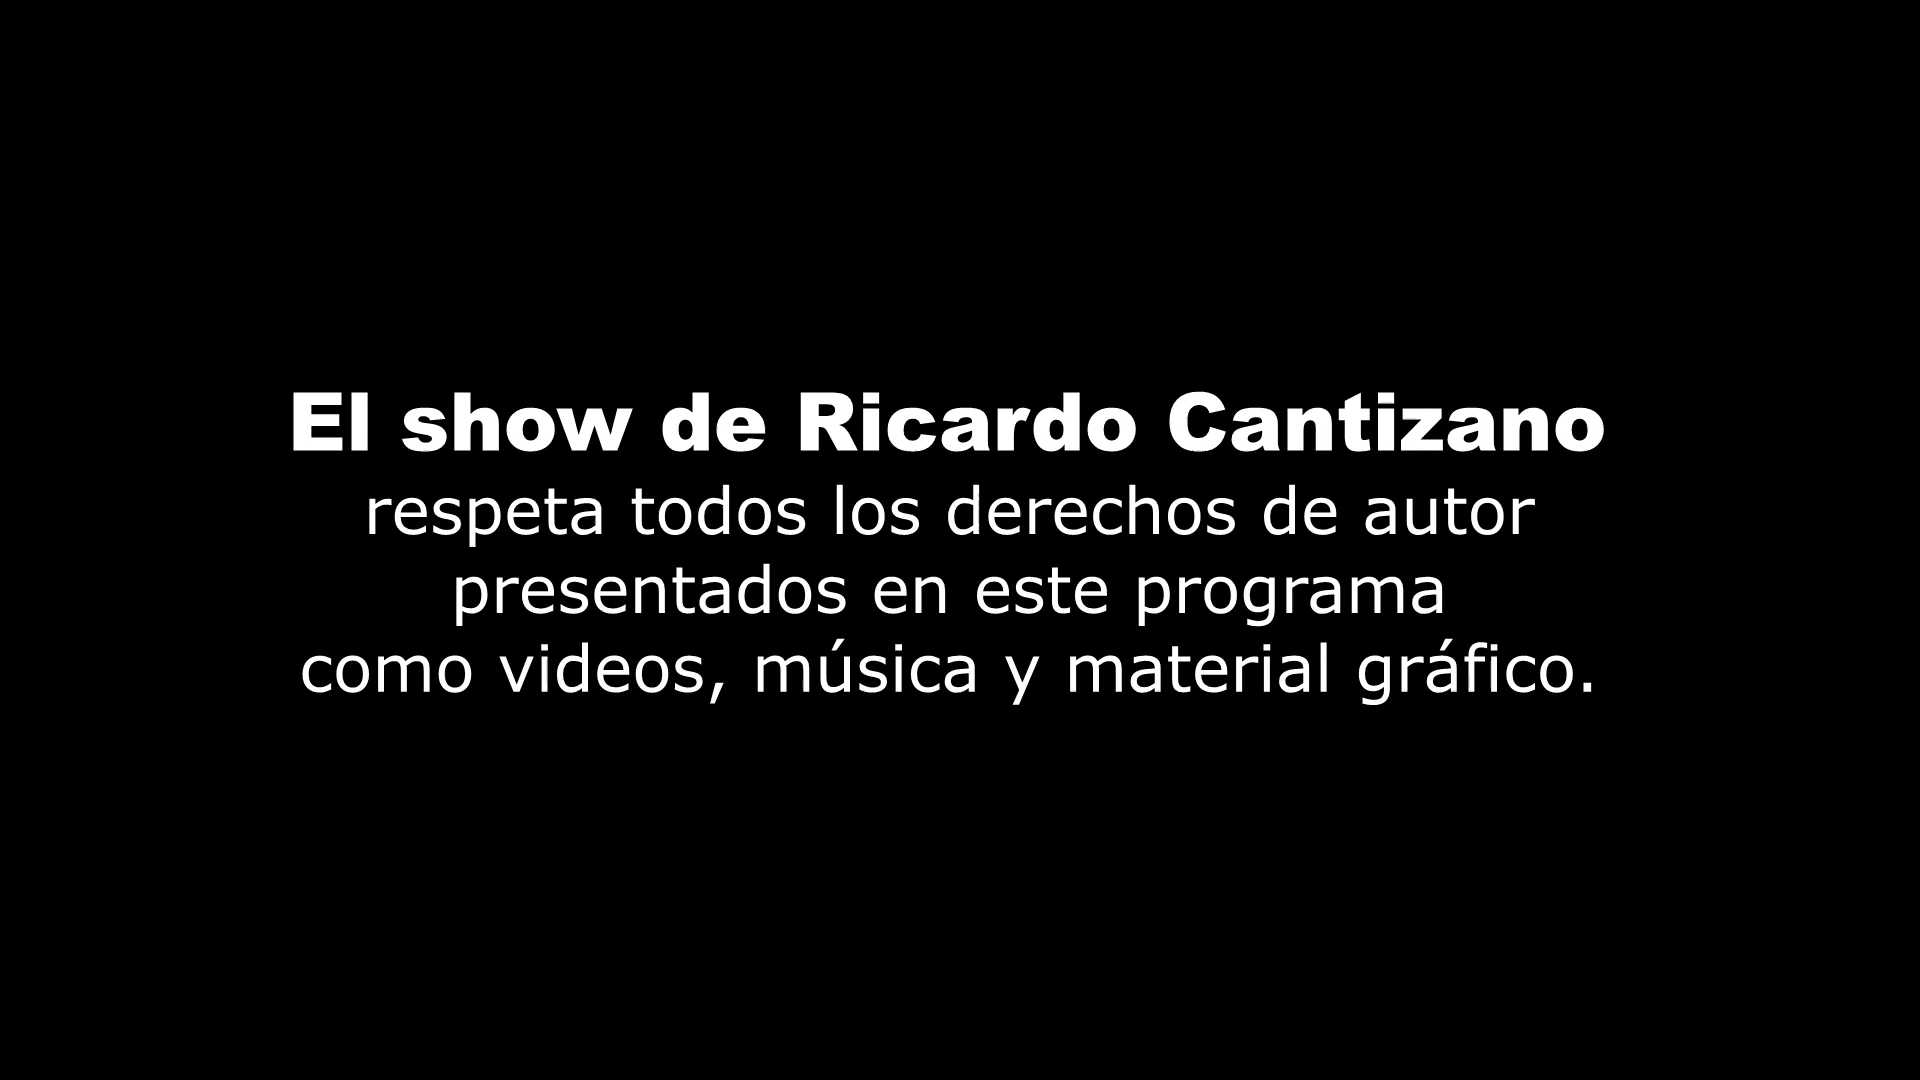 El show de Ricardo Cantizano
respeta todos los derechos de autor
presentados en este programa
como videos, música y material gráfico.